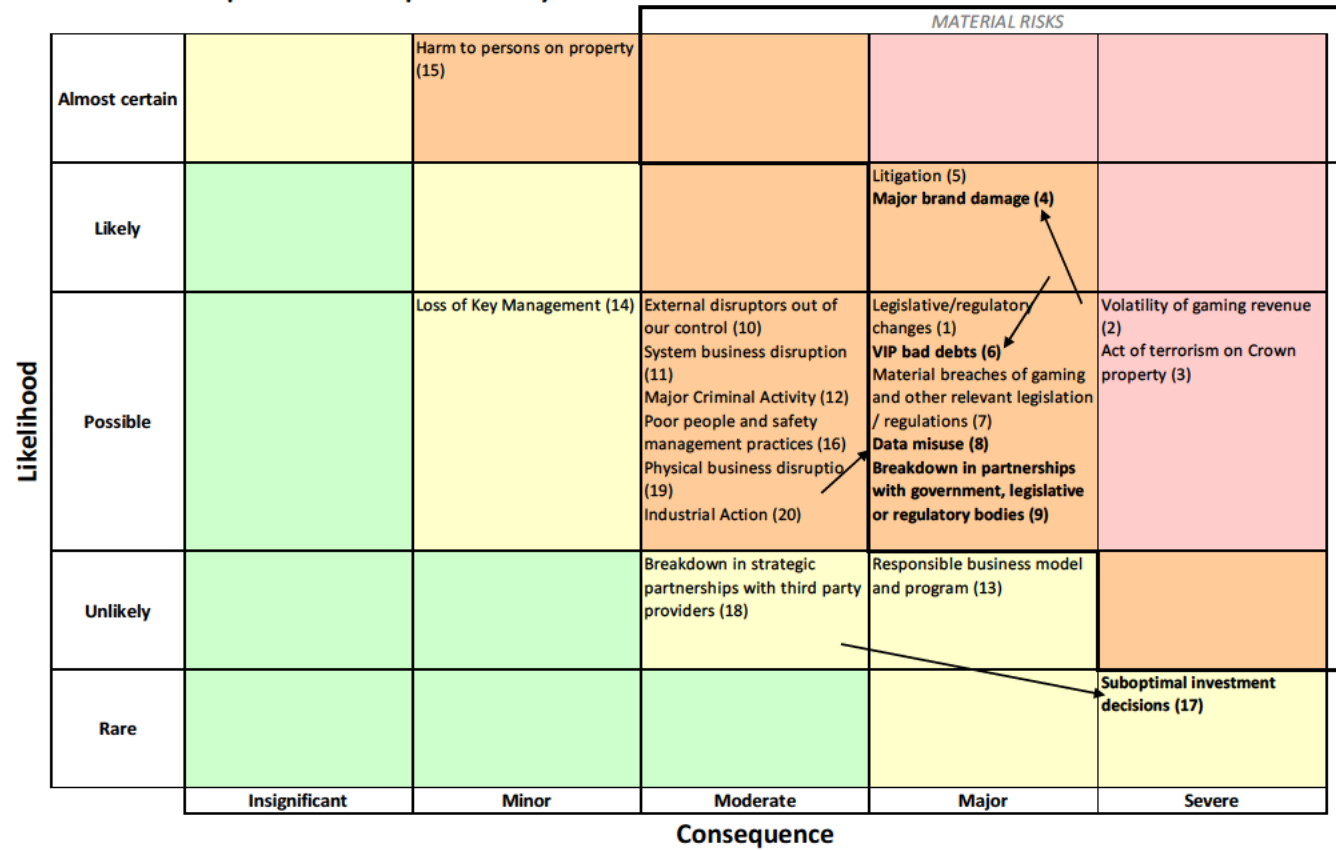 MATERIAL RISKS
Almost certain
Harm to persons on property
(15)
Likely
Litigation (5)
Major brand damage (4)
Likelihood
Possible
Loss of Key Management (14)
External disruptors out of
our control (10)
System business disruption
(11)
Major Criminal Activity (12)
Poor people and safety
management practices (16)
Physical business disruptio
(19)
Industrial Action (20)
Legislative/regulatory
changes (1)
VIP bad debts (6)
Material breaches of gaming
and other relevant legislation
/ regulations (7)
Data misuse (8)
Breakdown in partnerships
with government, legislative
or regulatory bodies (9)
Volatility of gaming revenue
(2)
Act of terrorism on Crown
property (3)
Unlikely
Breakdown in strategic
partnerships with third party
providers (18)
Responsible business model
and program (13)
Rare
Suboptimal investment
decisions (17)
Insignificant
Minor
Moderate
Major
Severe
Consequence